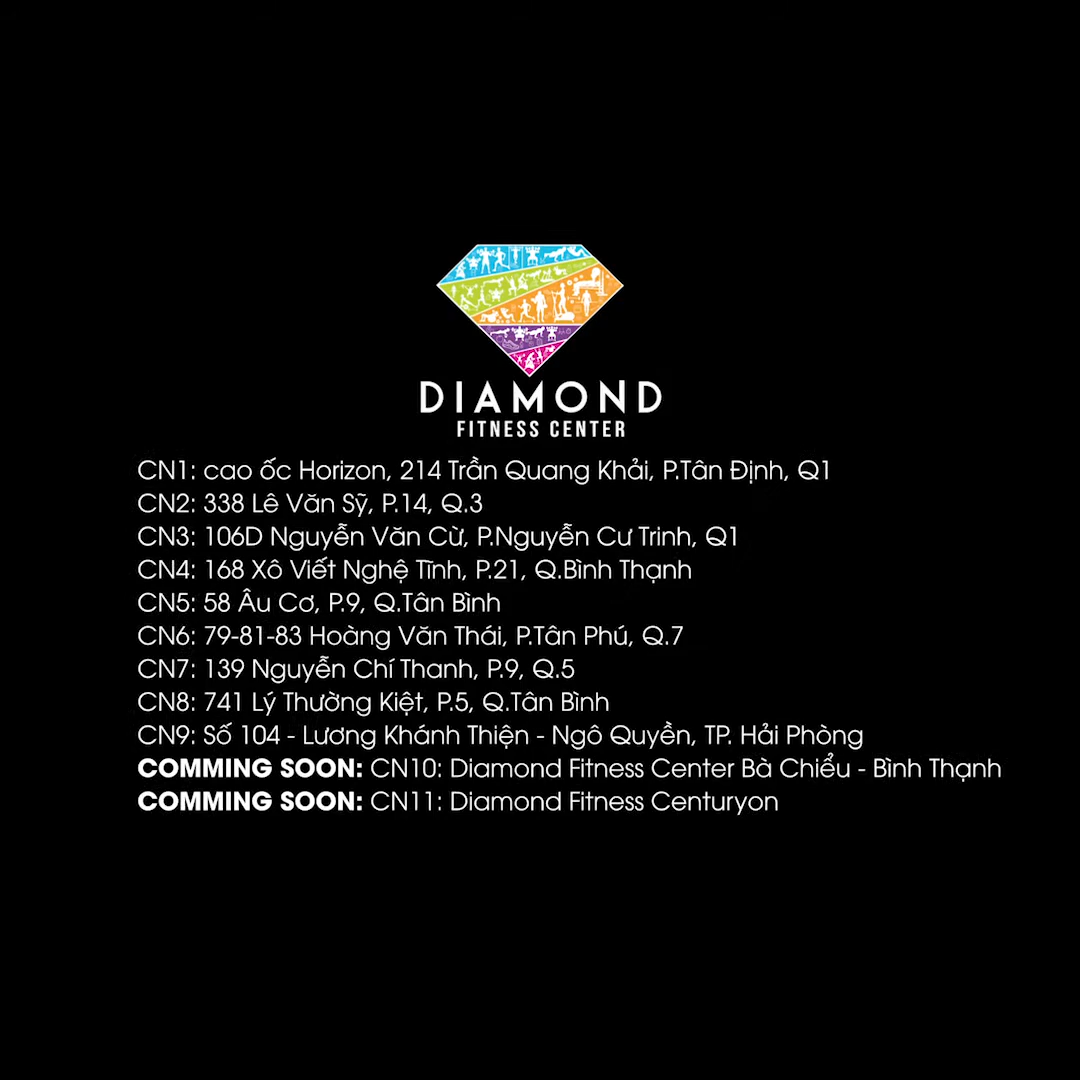 DIAMOND
FITNESS CENTER
CN1: cao ốc Horizon, 214 Trần Quang Khải, P.Tân Định, Q1
CN2: 338 Lê Văn Sỹ, P.14, Q.3
CN3: 106D Nguyễn Văn Cừ, P.Nguyễn Cư Trinh, Q1
CN4: 168 Xô Viết Nghệ Tĩnh, P.21, Q.Bình Thạnh
CN5: 58 Âu Cơ, P.9, Q.Tân Bình
CN6: 79-81-83 Hoàng Văn Thái, P.Tân Phú, Q.7
CN7: 139 Nguyễn Chí Thanh, P.9, Q.5
CN8: 741 Lý Thường Kiệt, P.5, Q.Tân Bình
CN9: Số 104 - Lương Khánh Thiện - Ngô Quyền, TP. Hải Phòng
COMMING SOON: CN10: Diamond Fitness Center Bà Chiểu - Bình Thạnh
COMMING SOON: CN11: Diamond Fitness Centuryon